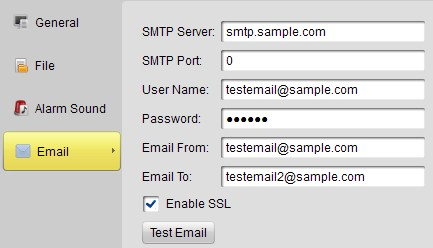 General
File
Alarm Sound
Email
SMTP Server: smtp.sample.com
SMTP Port: 0
User Name: testemail@sample.com
Password: ●●●●●●
Email From: testemail@sample.com
Email To: testemail2@sample.com
Enable SSL
Test Email